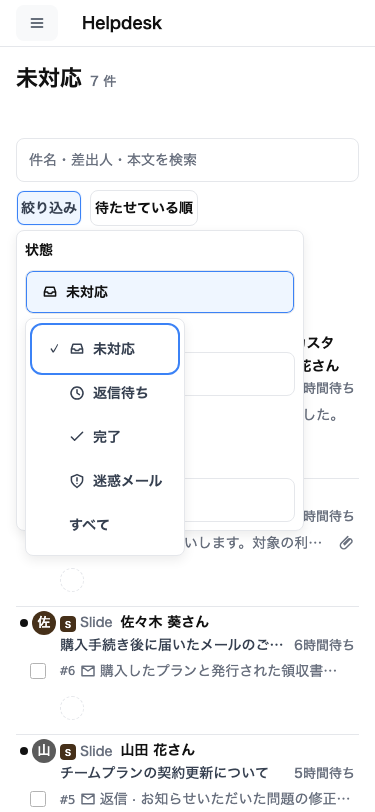 Helpdesk
未対応 7 件
件名・差出人・本文を検索
絞り込み 待たせている順
状態
未対応
✓ 未対応
返信待ち
完了
迷惑メール
すべて
カスタ
花さん
時間待ち
した。
時間待ち
いします。対象の利…
佐 s Slide 佐々木 葵さん
購入手続き後に届いたメールのご… 6時間待ち
#6 購入したプランと発行された領収書…
山 s Slide 山田 花さん
チームプランの契約更新について 5時間待ち
#5 返信 · お知らせいただいた問題の修正…